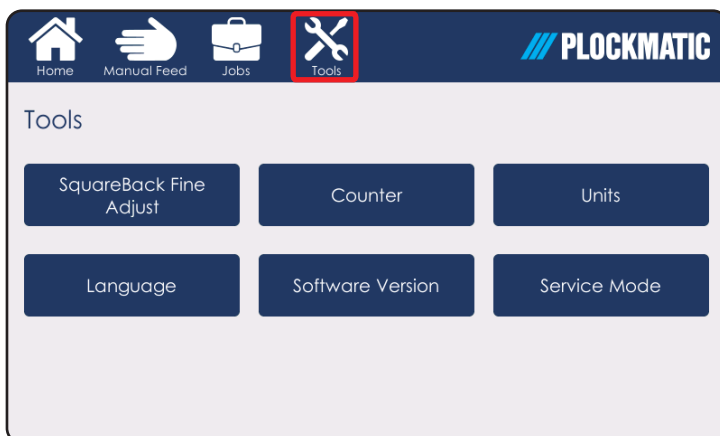 Home Manual Feed Jobs Tools
PLOCKMATIC
Tools
SquareBack Fine
Adjust
Counter
Units
Language
Software Version
Service Mode